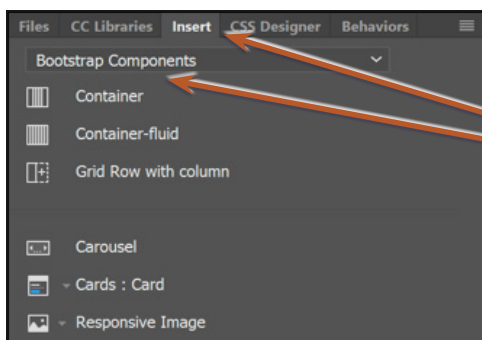 Files CC Libraries Insert CSS Designer Behaviors
Bootstrap Components
Container
Container-fluid
Grid Row with column
Carousel
Cards : Card
Responsive Image